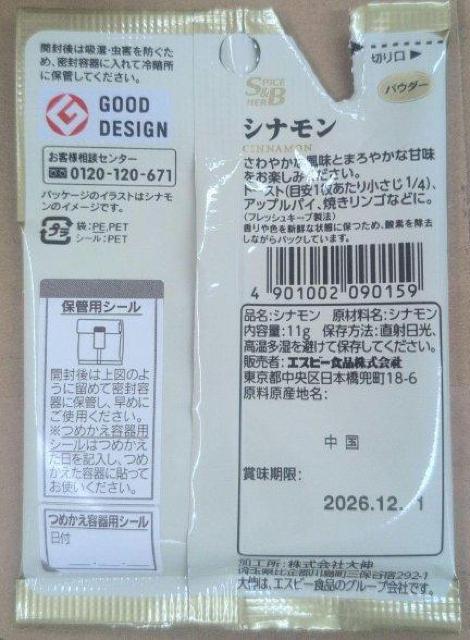 開封後は吸湿・虫害を防ぐため、密封容器に入れて冷暗所に保管してください。
GOOD
DESIGN
お客様相談センター
0120-120-671
パッケージのイラストはシナモンのイメージです。
プラ
袋:PE,PET
シール:PET
保管用シール
開封後は上図のように留めて密封容器に保管し、早めにご使用ください。
※つめかえ容器用シールはつめかえた日を記入し、つめかえた容器に貼ってお使いください。
つめかえ容器用シール
日付
切り口▶
SPICE
S&B
HERB
パウダー
シナモン
CINNAMON
さわやかな風味とまろやかな甘味
をお楽しみください。
トースト(目安1枚あたり小さじ1/4)、
アップルパイ、焼きリンゴなどに。
(フレッシュキープ製法)
香りや色を新鮮な状態に保つため、酸素を除去
しながらパックしています。
4 901002 090159
品名:シナモン 原材料名:シナモン
内容量:11g 保存方法:直射日光、
高温多湿を避けて保存してください。
販売者:エスビー食品株式会社
東京都中央区日本橋兜町18-6
原料原産地名:
中国
賞味期限:
2026.12. 1
加工所:株式会社大伸
埼玉県比企郡川島町三保谷宿292-1
大伸は、エスビー食品のグループ会社です。